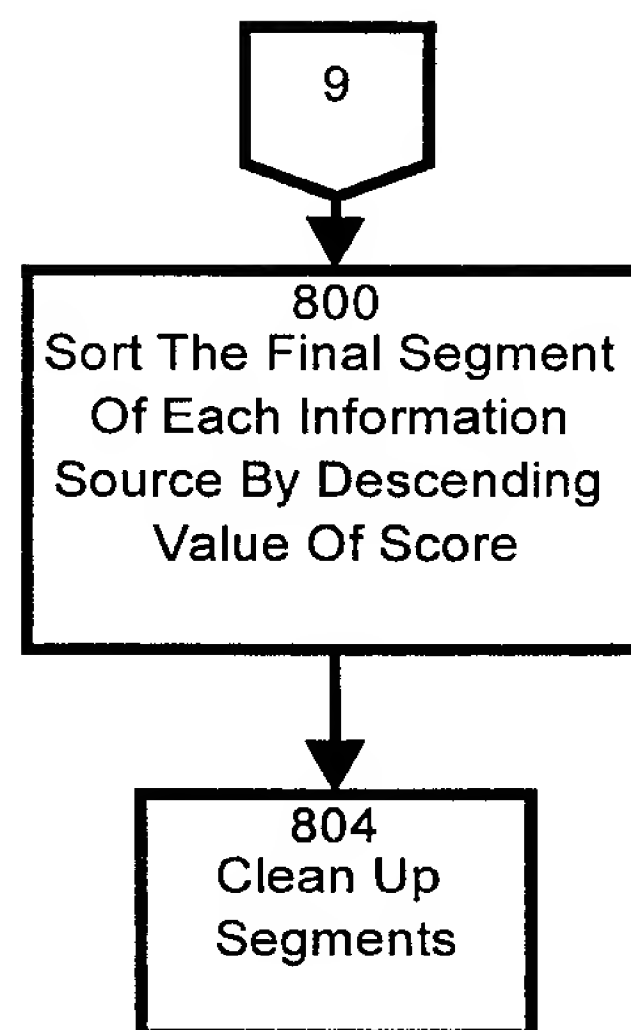 9
800
Sort The Final Segment
Of Each Information
Source By Descending
Value Of Score
804
Clean Up
Segments